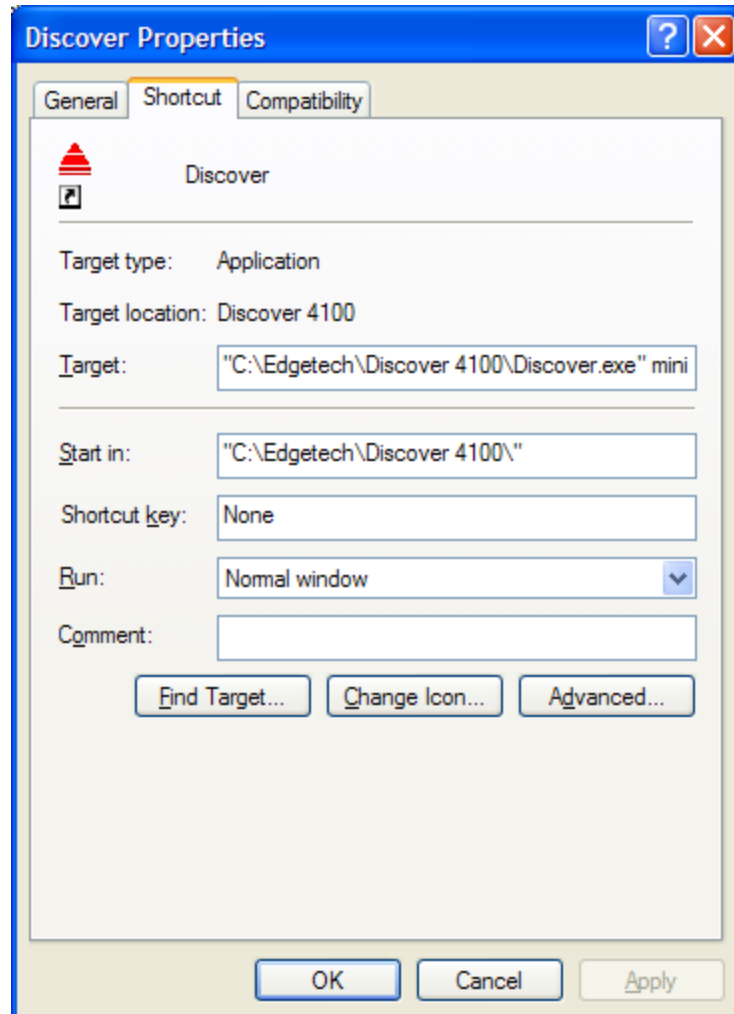 Discover Properties
?
General Shortcut Compatibility
Discover
Target type: Application
Target location: Discover 4100
Target: "C:\Edgetech\Discover 4100\Discover.exe" mini
Start in: "C:\Edgetech\Discover 4100\"
Shortcut key: None
Run: Normal window
Comment:
Find Target... Change Icon... Advanced...
OK Cancel Apply